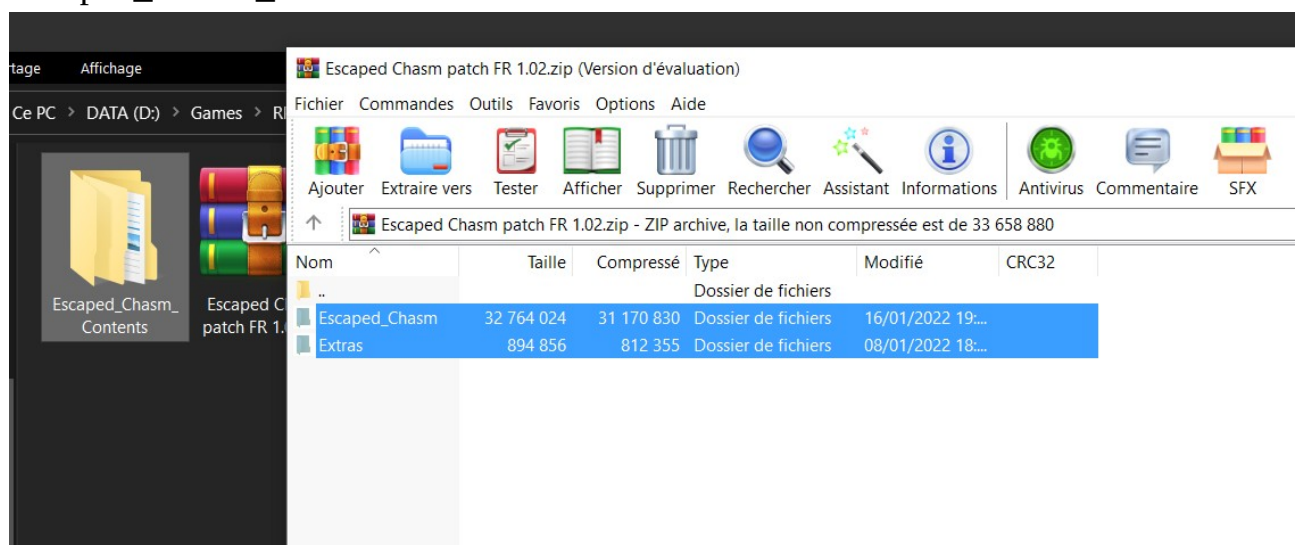 tage Affichage
Ce PC > DATA (D:) > Games >
Escaped_Chasm_
Contents
Escaped
patch FR
Escaped Chasm patch FR 1.02.zip (Version d'évaluation)
Fichier Commandes Outils Favoris Options Aide
Ajouter Extraire vers Tester Afficher Supprimer Rechercher Assistant Informations Antivirus Commentaire SFX
Escaped Chasm patch FR 1.02.zip - ZIP archive, la taille non compressée est de 33 658 880
Nom Taille Compressé Type Modifié CRC32
.. Dossier de fichiers
Escaped_Chasm 32 764 024 31 170 830 Dossier de fichiers 16/01/2022 19:...
Extras 894 856 812 355 Dossier de fichiers 08/01/2022 18:...